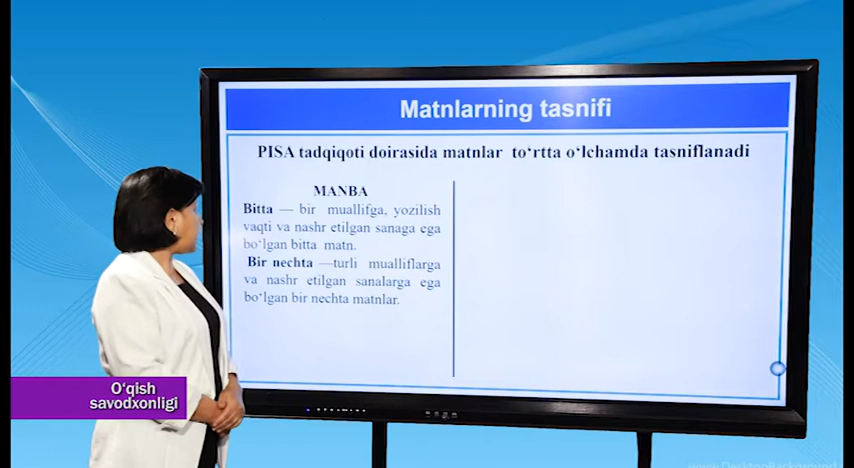 Matnlarning tasnifi
PISA tadqiqoti doirasida matnlar to‘rtta o‘lchamda tasniflanadi
MANBA
Bitta — bir muallifga, yozilish
vaqti va nashr etilgan sanaga ega
bo‘lgan bitta matn.
Bir nechta —turli mualliflarga
va nashr etilgan sanalarga ega
bo‘lgan bir nechta matnlar.
O‘qish
savodxonligi
www.DesktopBackground